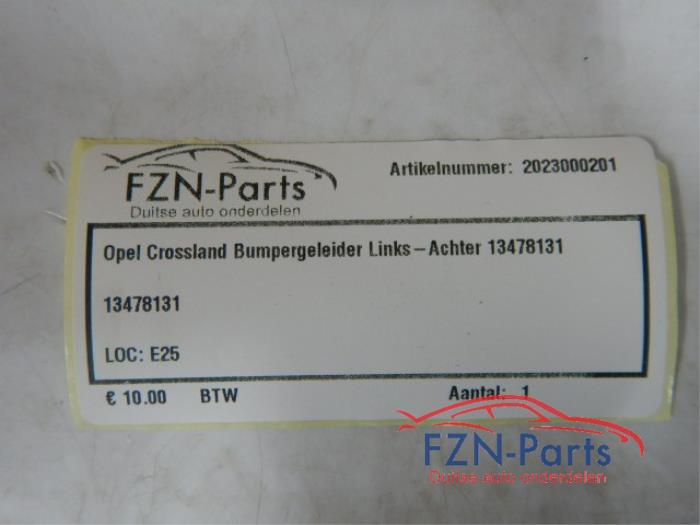 FZN-Parts
Duitse auto onderdelen
Artikelnummer: 2023000201
Opel Crossland Bumpergeleider Links-Achter 13478131
13478131
LOC: E25
€ 10.00 BTW Aantal: 1
FZN-Parts
Duitse auto onderdelen